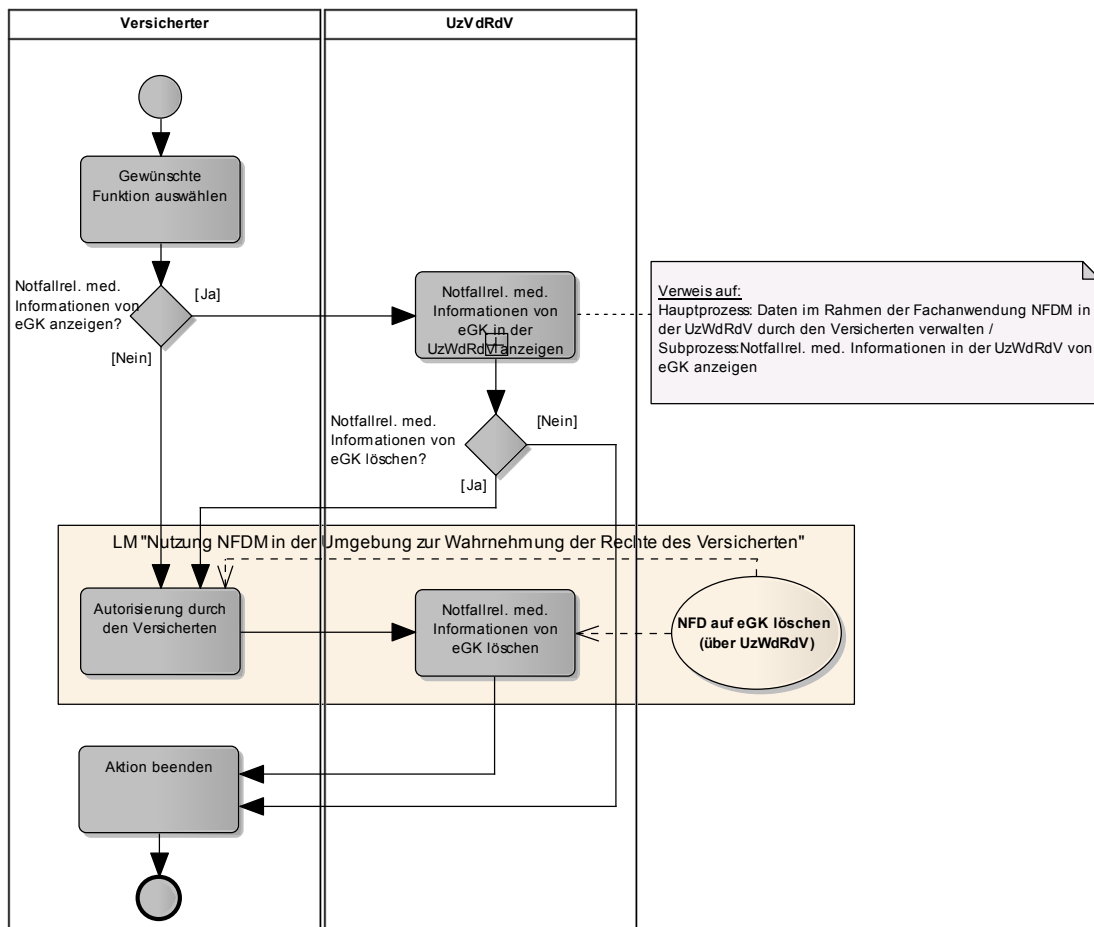 Versicherter
UzVdRdV
Gewünschte
Funktion auswählen
Notfallrel. med.
Informationen von
eGK anzeigen?
[Ja]
[Nein]
Notfallrel. med.
Informationen von
eGK in der
UzWdRdV anzeigen
Verweis auf:
Hauptprozess: Daten im Rahmen der Fachanwendung NFDM in
der UzWdRdV durch den Versicherten verwalten /
Subprozess:Notfallrel. med. Informationen in der UzWdRdV von
eGK anzeigen
Notfallrel. med.
Informationen von
eGK löschen?
[Nein]
[Ja]
LM "Nutzung NFDM in der Umgebung zur Wahrnehmung der Rechte des Versicherten"
Autorisierung durch
den Versicherten
Notfallrel. med.
Informationen von
eGK löschen
NFD auf eGK löschen
(über UzWdRdV)
Aktion beenden